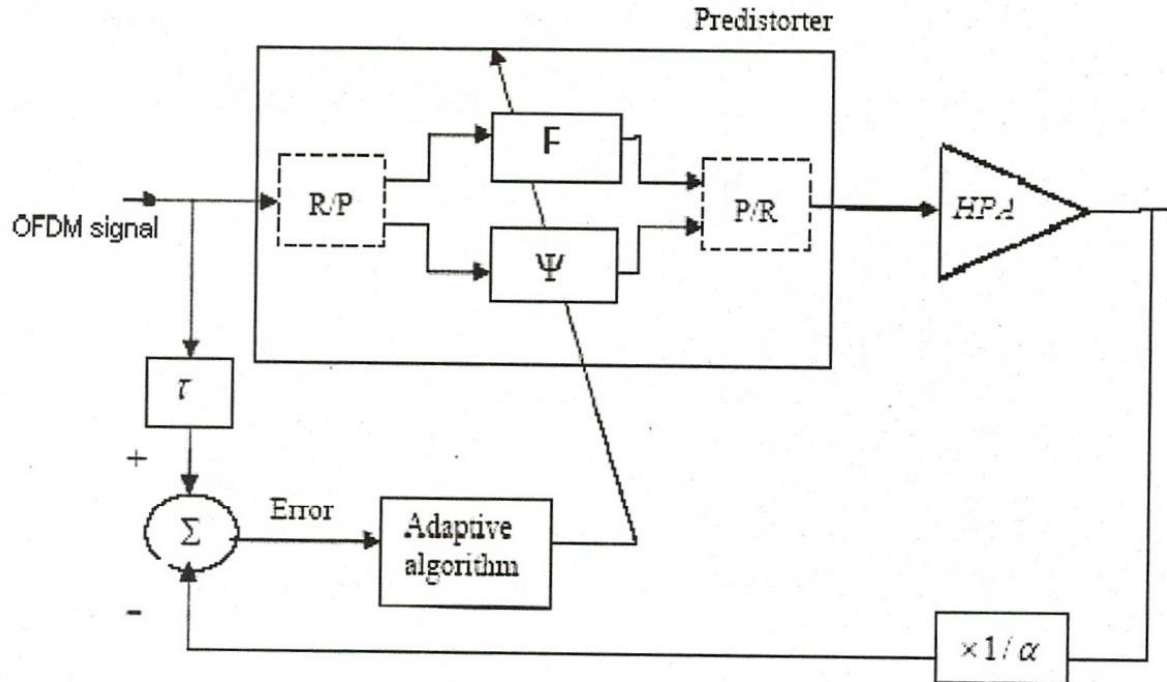 Predistorter
F
R/P
P/R
HPA
OFDM signal
Ψ
τ
+
Σ
Error
Adaptive
algorithm
-
×1/α